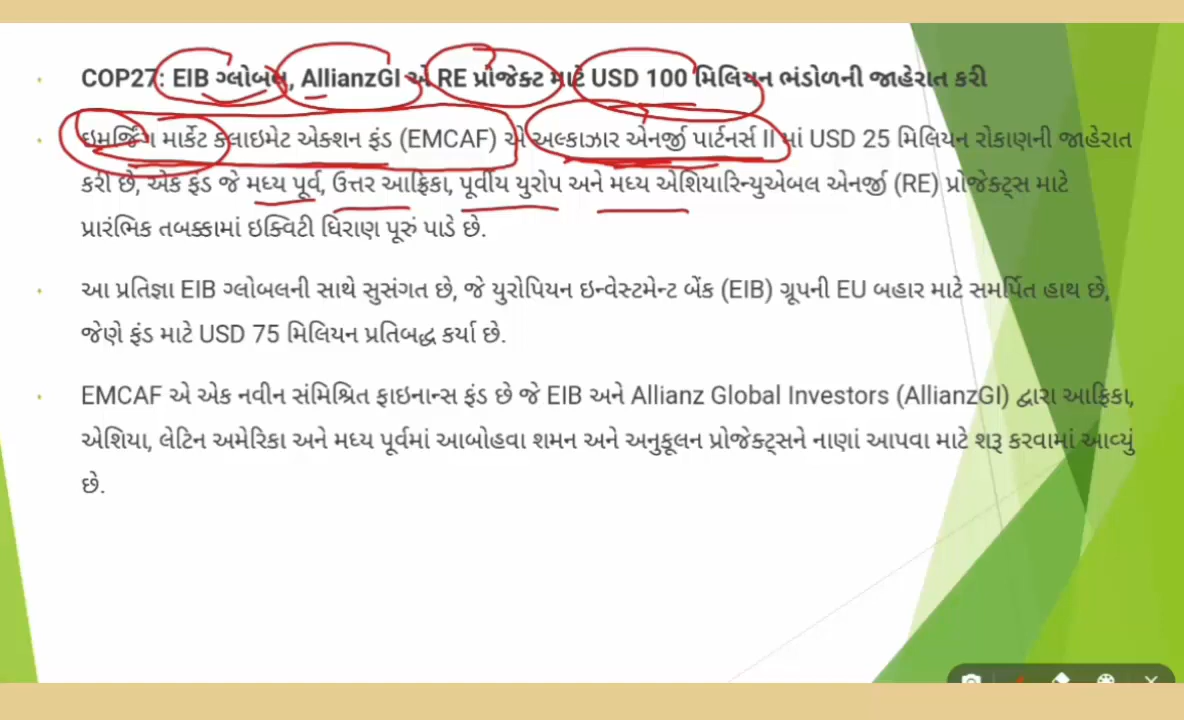 COP27: EIB ગ્લોબલ, AllianzGI એ RE પ્રોજેક્ટ માટે USD 100 મિલિયન ભંડોળની જાહેરાત કરી
ઇમર્જિંગ માર્કેટ ક્લાઇમેટ એક્શન ફંડ (EMCAF) એ અલ્કાઝાર એનર્જી પાર્ટનર્સ II માં USD 25 મિલિયન રોકાણની જાહેરાત
કરી છે, એક ફંડ જે મધ્ય પૂર્વ, ઉત્તર આફ્રિકા, પૂર્વીય યુરોપ અને મધ્ય એશિયારિન્યુએબલ એનર્જી (RE) પ્રોજેક્ટ્સ માટે
પ્રારંભિક તબક્કામાં ઇક્વિટી ધિરાણ પૂરું પાડે છે.
આ પ્રતિજ્ઞા EIB ગ્લોબલની સાથે સુસંગત છે, જે યુરોપિયન ઇન્વેસ્ટમેન્ટ બેંક (EIB) ગ્રૂપની EU બહાર માટે સમર્પિત હાથ છે,
જેણે ફંડ માટે USD 75 મિલિયન પ્રતિબદ્ધ કર્યા છે.
EMCAF એ એક નવીન સંમિશ્રિત ફાઇનાન્સ ફંડ છે જે EIB અને Allianz Global Investors (AllianzGI) દ્વારા આફ્રિકા,
એશિયા, લેટિન અમેરિકા અને મધ્ય પૂર્વમાં આબોહવા શમન અને અનુકૂલન પ્રોજેક્ટ્સને નાણાં આપવા માટે શરૂ કરવામાં આવ્યું
છે.